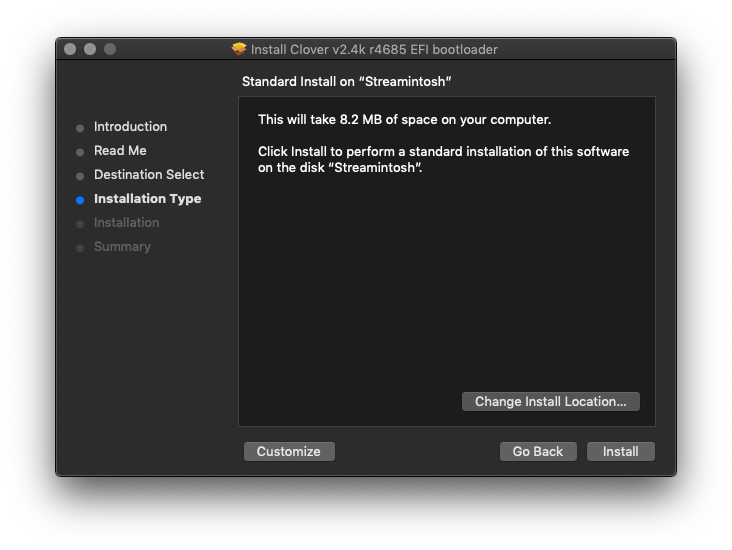 Install Clover v2.4k r4685 EFI bootloader
Standard Install on “Streamintosh”
Introduction
Read Me
Destination Select
Installation Type
Installation
Summary
This will take 8.2 MB of space on your computer.
Click Install to perform a standard installation of this software
on the disk “Streamintosh”.
Change Install Location...
Customize
Go Back
Install